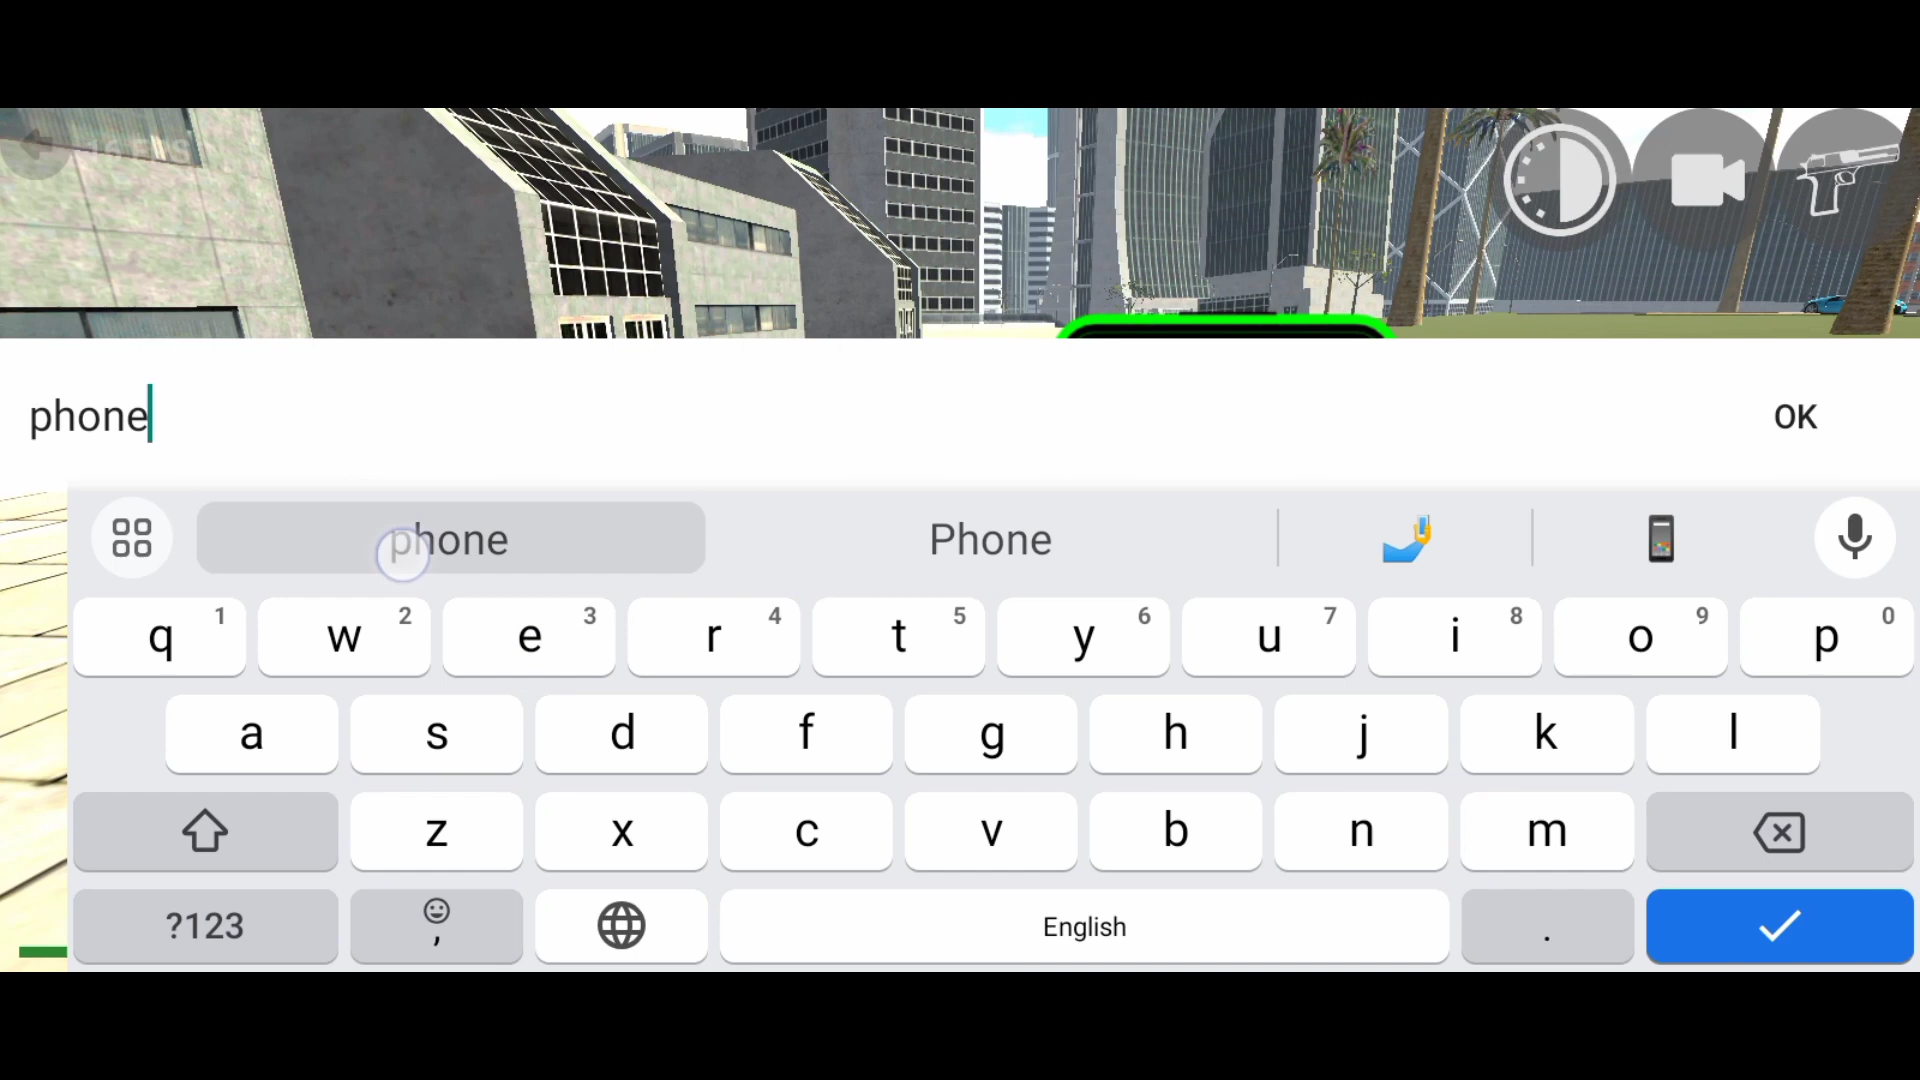 phone
OK
phone Phone
q 1 w 2 e 3 r 4 t 5 y 6 u 7 i 8 o 9 p 0
a s d f g h j k l
z x c v b n m
?123 , English .